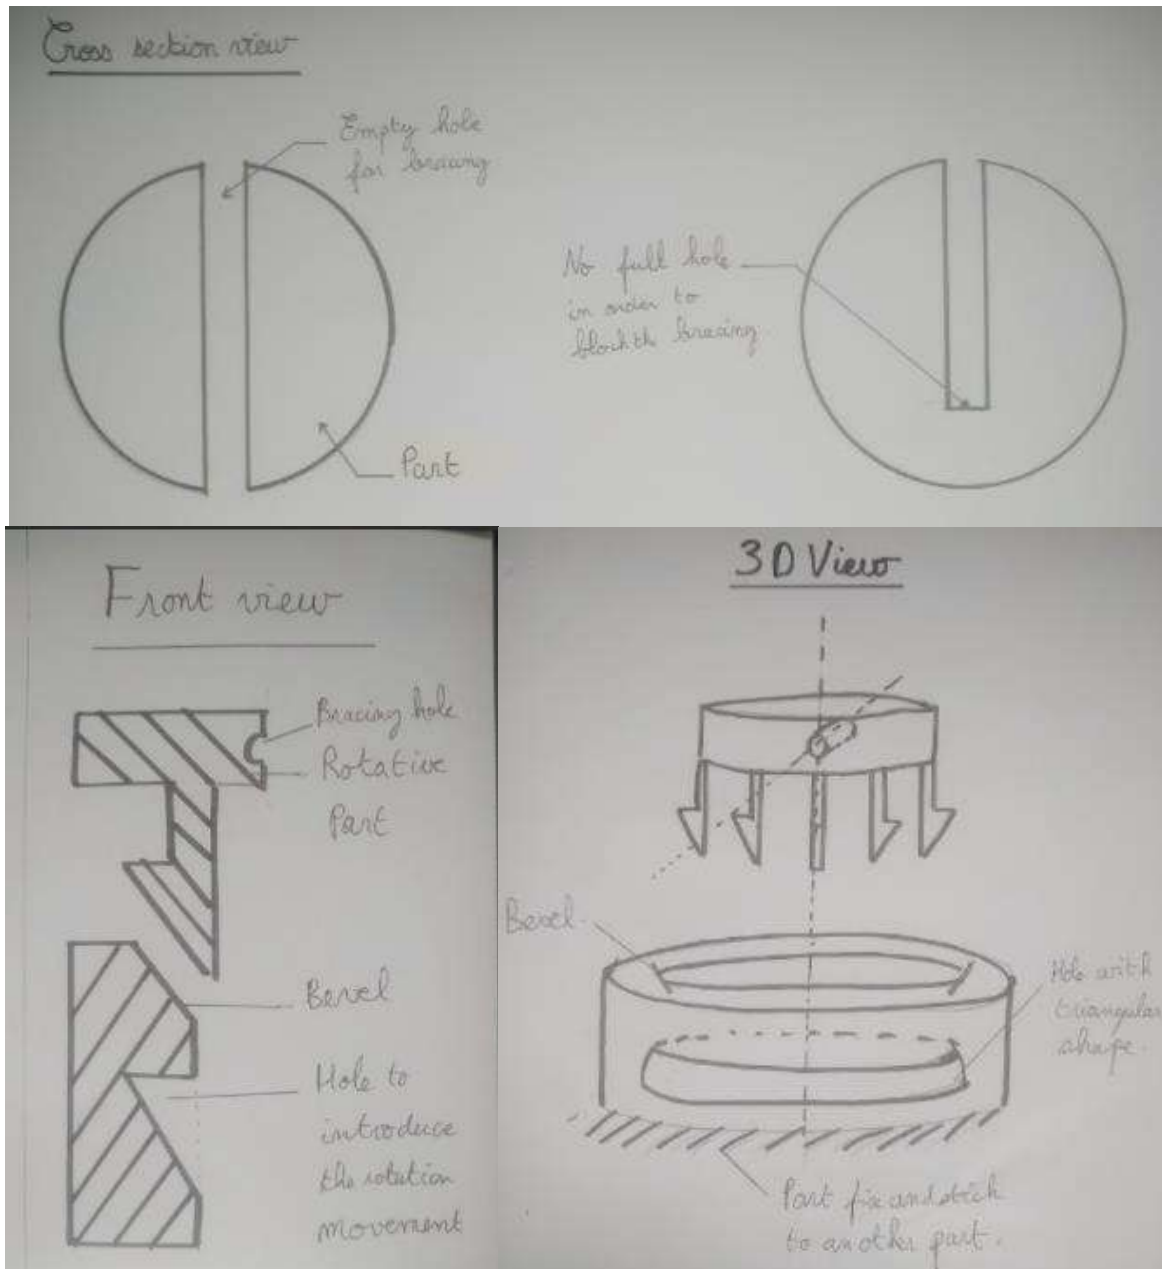 Cross section view
Empty hole
for bracing
No full hole
in order to
block the bracing.
Part
Front view
Bracing hole
Rotative
Part
Bevel
Hole to
introduce
the rotation
movement
3D View
Bevel.
Hole with
triangular
shape.
Part fix and stick
to another part.